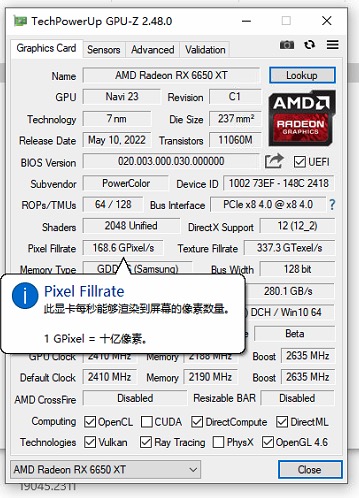 TechPowerUp GPU-Z 2.48.0
Graphics Card Sensors Advanced Validation
Name AMD Radeon RX 6650 XT Lookup
GPU Navi 23 Revision C1
Technology 7 nm Die Size 237 mm²
Release Date May 10, 2022 Transistors 11060M
AMD RADEON GRAPHICS
BIOS Version 020.003.000.030.000000 UEFI
Subvendor PowerColor Device ID 1002 73EF - 148C 2418
ROPs/TMUs 64 / 128 Bus Interface PCIe x8 4.0 @ x8 4.0 ?
Shaders 2048 Unified DirectX Support 12 (12_2)
Pixel Fillrate 168.6 GPixel/s Texture Fillrate 337.3 GTexel/s
Memory Type (Samsung) Bus Width 128 bit
280.1 GB/s
Pixel Fillrate
此显卡每秒能够渲染到屏幕的像素数量。
DCH / Win10 64
1 GPixel = 十亿像素。
Beta
GPU Clock 2410 MHz Memory 2188 MHz Boost 2635 MHz
Default Clock 2410 MHz Memory 2190 MHz Boost 2635 MHz
AMD CrossFire Disabled Resizable BAR Disabled
Computing OpenCL CUDA DirectCompute DirectML
Technologies Vulkan Ray Tracing PhysX OpenGL 4.6
AMD Radeon RX 6650 XT Close
19045.2311